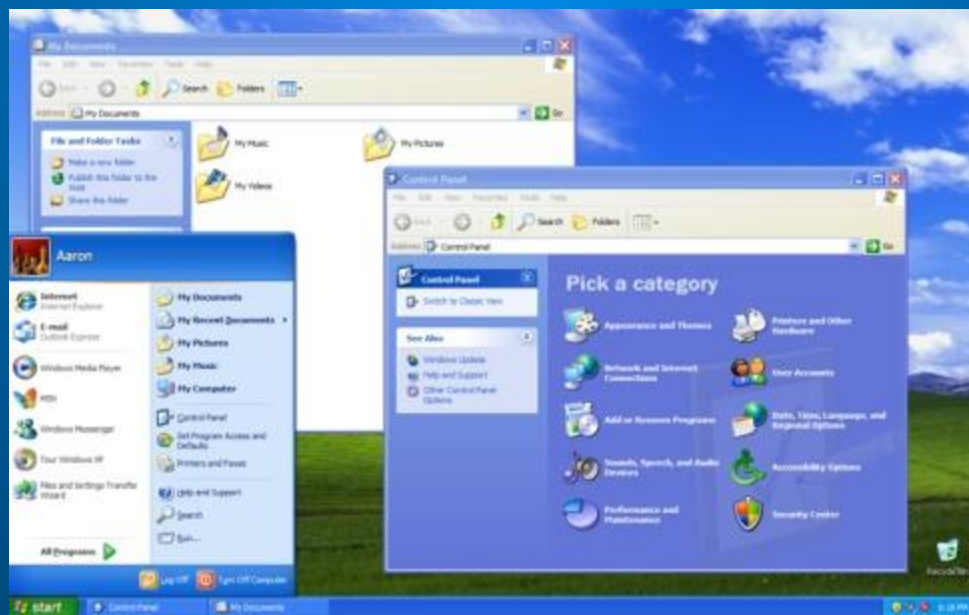 My Documents
File Edit View Favorites Tools Help
Back Search Folders
Address My Documents Go
File and Folder Tasks
Make a new folder
Publish this folder to the
Web
Share this folder
My Music
My Pictures
My Videos
Control Panel
File Edit View Favorites Tools Help
Back Search Folders
Address Control Panel Go
Control Panel
Switch to Classic View
See Also
Windows Update
Help and Support
Other Control Panel
Options
Pick a category
Appearance and Themes
Printers and Other
Hardware
Network and Internet
Connections
User Accounts
Add or Remove Programs
Date, Time, Language, and
Regional Options
Sounds, Speech, and Audio
Devices
Accessibility Options
Performance and
Maintenance
Security Center
Aaron
Internet
Internet Explorer
E-mail
Outlook Express
Windows Media Player
MSN
Windows Messenger
Tour Windows XP
Files and Settings Transfer
Wizard
All Programs
My Documents
My Recent Documents
My Pictures
My Music
My Computer
Control Panel
Set Program Access and
Defaults
Printers and Faxes
Help and Support
Search
Run...
Log Off Turn Off Computer
Recycle Bin
start Control Panel My Documents